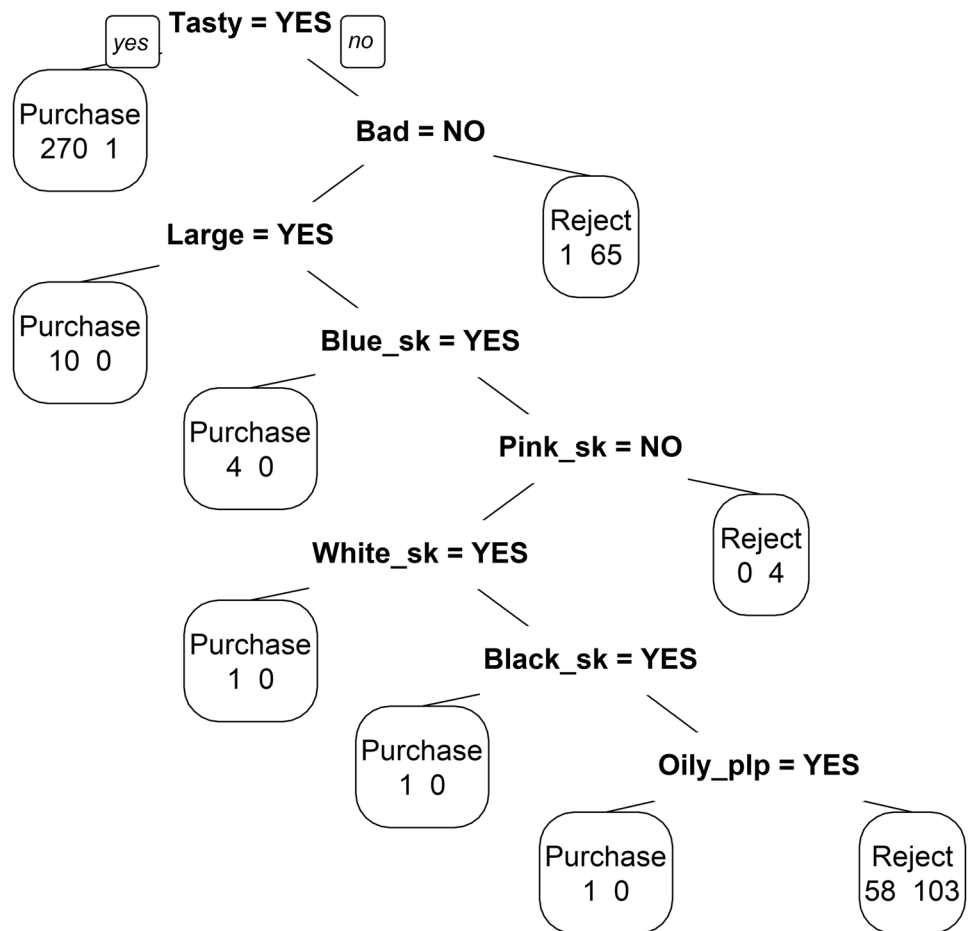 Tasty = YES
yes
no
Purchase
270 1
Bad = NO
Reject
1 65
Large = YES
Purchase
10 0
Blue_sk = YES
Purchase
4 0
Pink_sk = NO
Reject
0 4
White_sk = YES
Purchase
1 0
Black_sk = YES
Purchase
1 0
Oily_plp = YES
Purchase
1 0
Reject
58 103